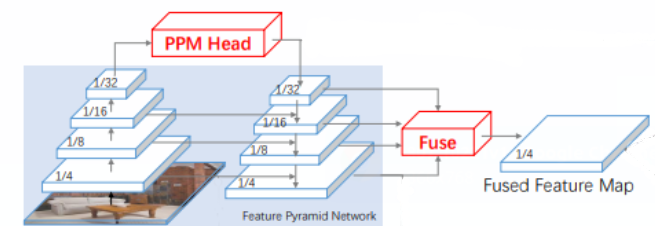 PPM Head
1/32
1/16
1/8
1/4
1/32
1/16
1/8
1/4
Feature Pyramid Network
Fuse
1/4
Fused Feature Map